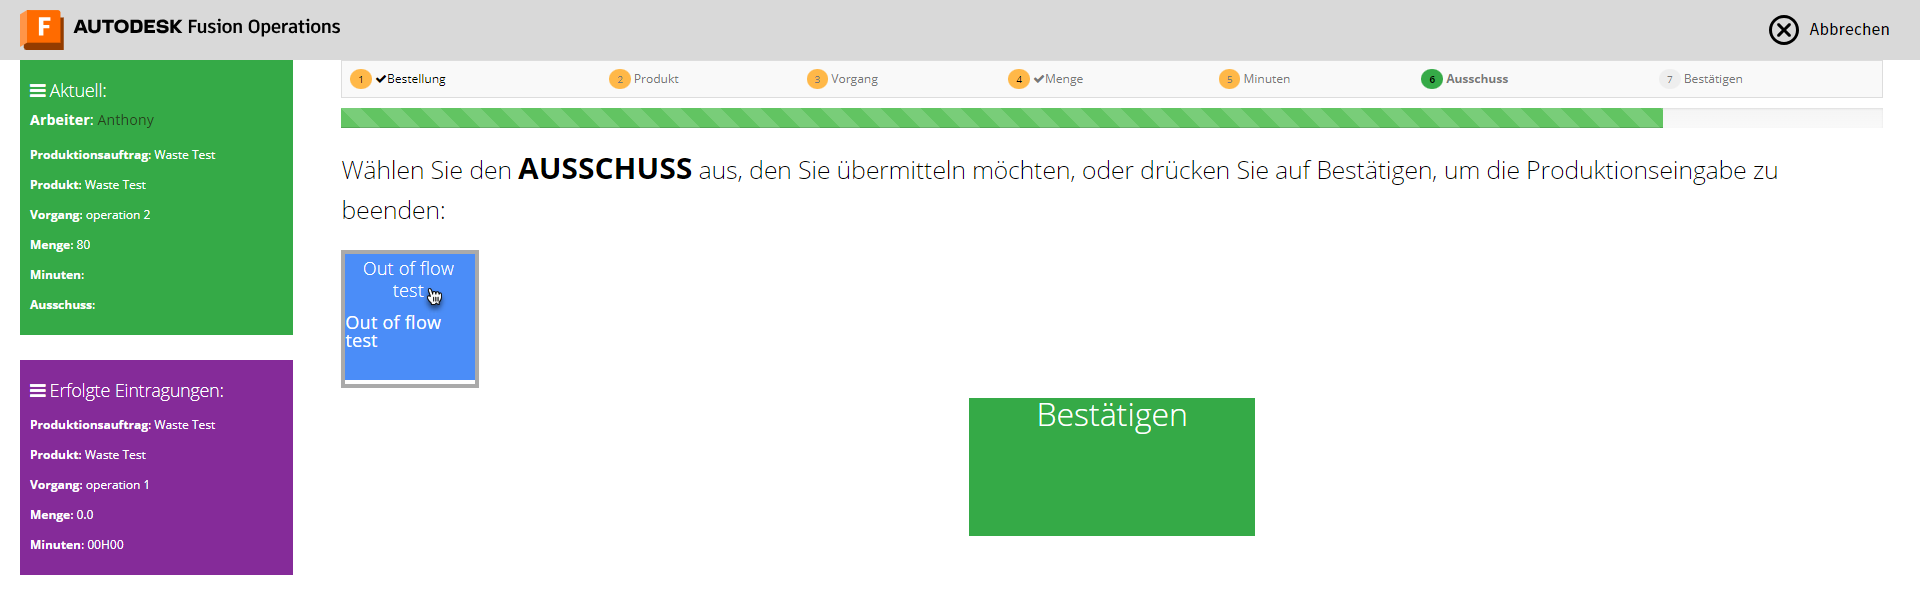 F AUTODESK Fusion Operations
Abbrechen
Aktuell:
Arbeiter: Anthony
Produktionsauftrag: Waste Test
Produkt: Waste Test
Vorgang: operation 2
Menge: 80
Minuten:
Ausschuss:
Erfolgte Eintragungen:
Produktionsauftrag: Waste Test
Produkt: Waste Test
Vorgang: operation 1
Menge: 0.0
Minuten: 00H00
1 ✔Bestellung 2 Produkt 3 Vorgang 4 ✔Menge 5 Minuten 6 Ausschuss 7 Bestätigen
Wählen Sie den AUSSCHUSS aus, den Sie übermitteln möchten, oder drücken Sie auf Bestätigen, um die Produktionseingabe zu
beenden:
Out of flow
test
Out of flow
test
Bestätigen